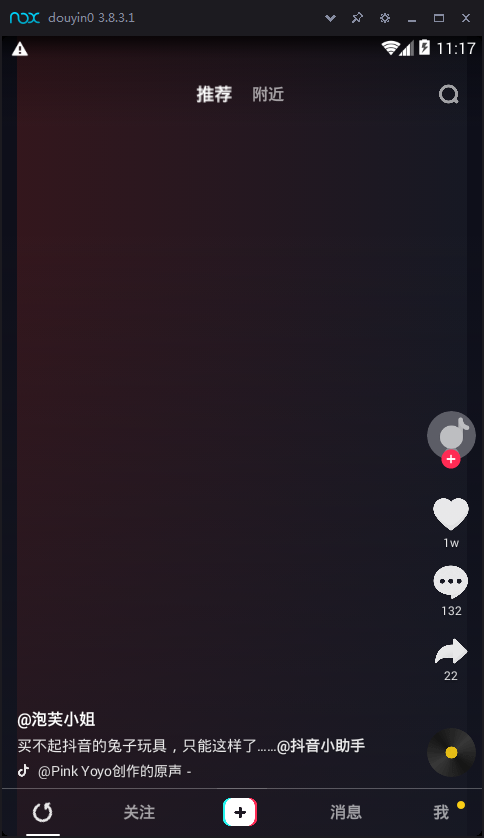 nox douyin0 3.8.3.1
11:17
推荐 附近
1w
132
22
@泡芙小姐
买不起抖音的兔子玩具，只能这样了......@抖音小助手
@Pink Yoyo创作的原声 -
关注 消息 我